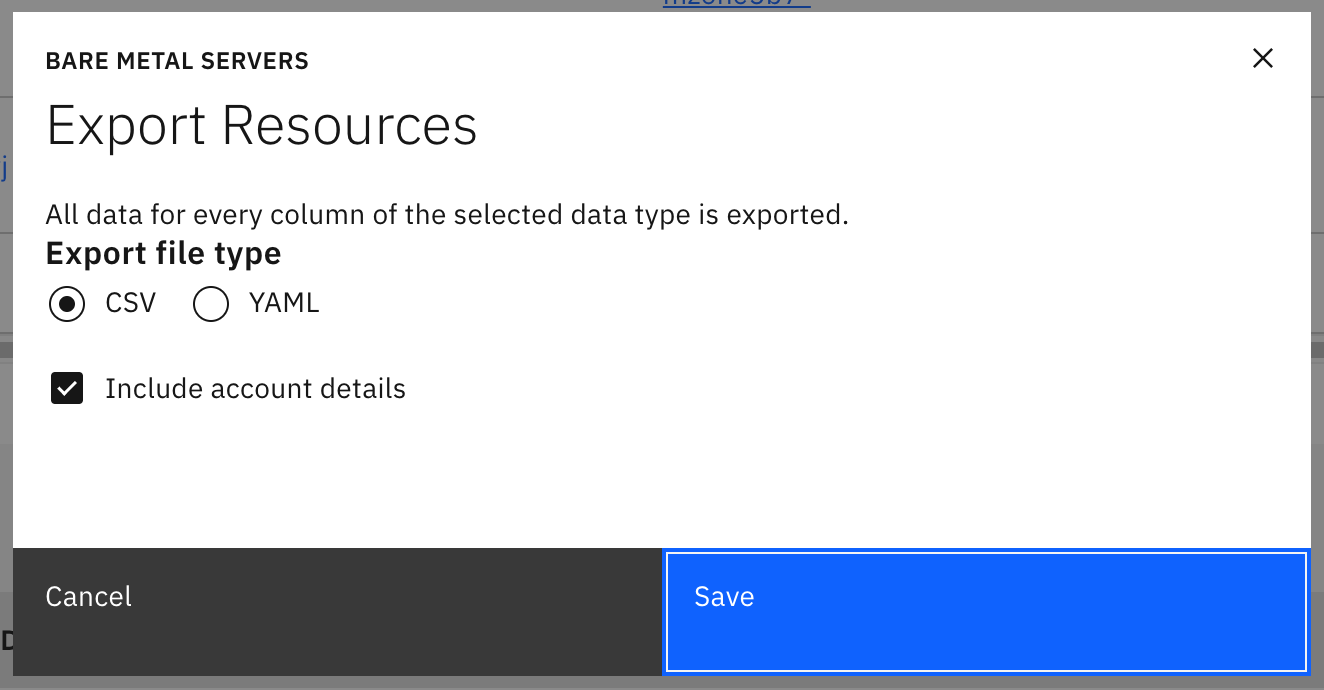 BARE METAL SERVERS
Export Resources
All data for every column of the selected data type is exported.
Export file type
CSV YAML
Include account details
Cancel Save